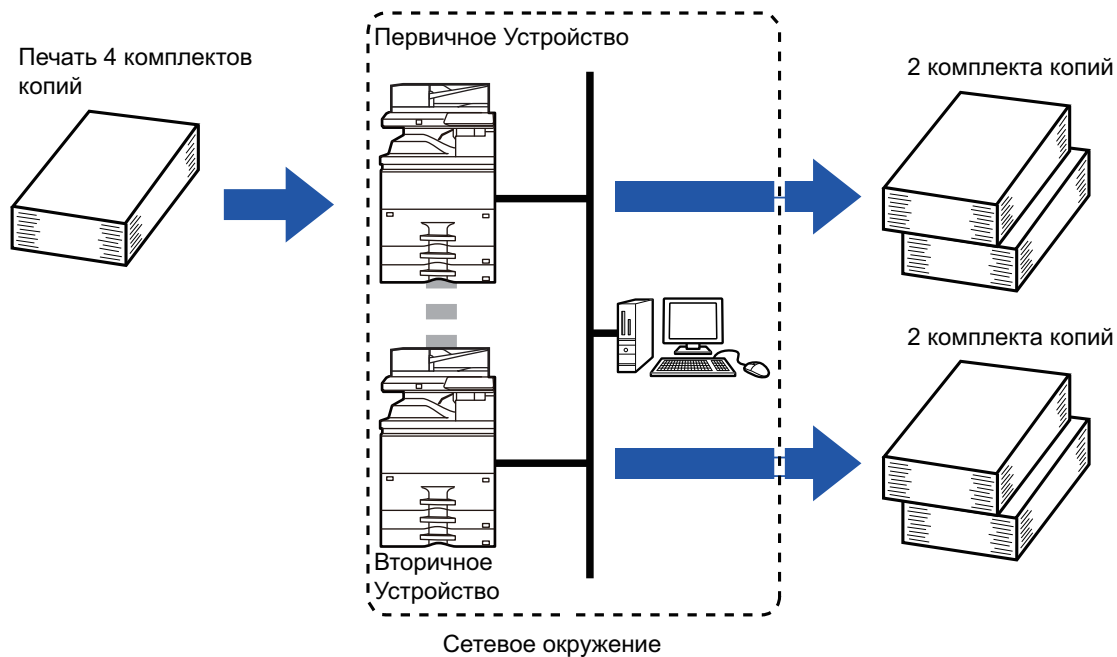 Печать 4 комплектов
копий
Первичное Устройство
2 комплекта копий
2 комплекта копий
Вторичное
Устройство
Сетевое окружение